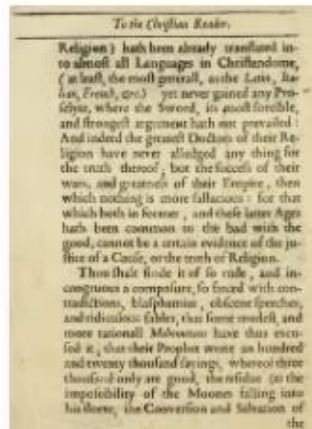 To the Christian Reader.
Religion) hath been already translated in-
to almost all Languages in Christendome,
(at least, the most generall, as the Latin, Ita-
lian, French, &c.) yet never gained any Pro-
selyte, where the Sword, its most forcible,
and strongest argument hath not prevailed:
And indeed the greatest Doctors of their Re-
ligion have never alledged any thing for
the truth thereof, but the success of their
wars, and greatness of their Empire, then
which nothing is more fallacious: for that
which both in former, and these latter Ages
hath been common to the bad with the
good, cannot be a certain evidence of the ju-
stice of a Cause, or the truth of Religion.
Thou shalt finde it of so rude, and in-
congruous a composure, so farced with con-
tradictions, blasphemies, obscene speeches,
and ridiculous fables, that some modest, and
more rationall Mahometans have thus excu-
sed it, that their Prophet wrote an hundred
and twenty thousand sayings, whereof three
thousand only are good, the residue (as the
impossibility of the Moones falling into
his sleeve, the Conversion and Salvation of
the